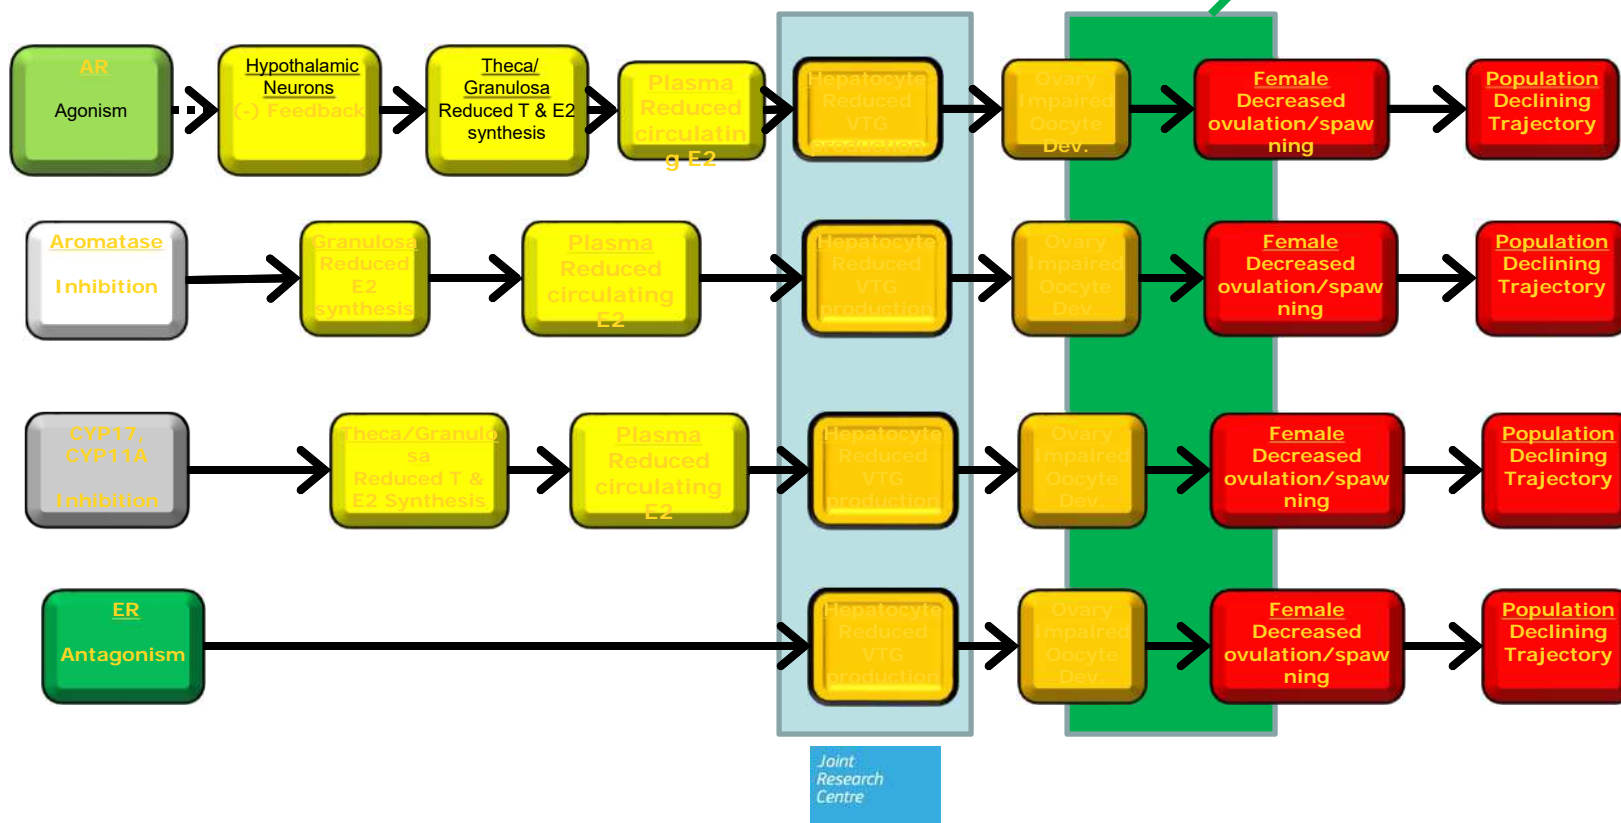 AR
Agonism
Hypothalamic
Neurons
(-) Feedback
Theca/
Granulosa
Reduced T & E2
synthesis
Plasma
Reduced
circulatin
g E2
Hepatocyte
Reduced
VTG
production
Ovary
Impaired
Oocyte
Dev.
Female
Decreased
ovulation/spaw
ning
Population
Declining
Trajectory
Aromatase
Inhibition
Granulosa
Reduced
E2
synthesis
Plasma
Reduced
circulating
E2
Hepatocyte
Reduced
VTG
production
Ovary
Impaired
Oocyte
Dev.
Female
Decreased
ovulation/spaw
ning
Population
Declining
Trajectory
CYP17,
CYP11A
Inhibition
Theca/Granulo
sa
Reduced T &
E2 Synthesis
Plasma
Reduced
circulating
E2
Hepatocyte
Reduced
VTG
production
Ovary
Impaired
Oocyte
Dev.
Female
Decreased
ovulation/spaw
ning
Population
Declining
Trajectory
ER
Antagonism
Hepatocyte
Reduced
VTG
production
Ovary
Impaired
Oocyte
Dev.
Female
Decreased
ovulation/spaw
ning
Population
Declining
Trajectory
Joint
Research
Centre